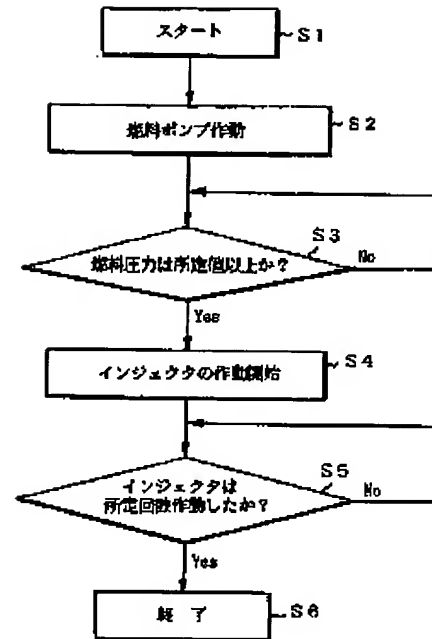 スタート
S1
燃料ポンプ作動
S2
S3
燃料圧力は所定値以上か？
No
Yes
インジェクタの作動開始
S4
S5
インジェクタは
所定回数作動したか？
No
Yes
終 了
S6